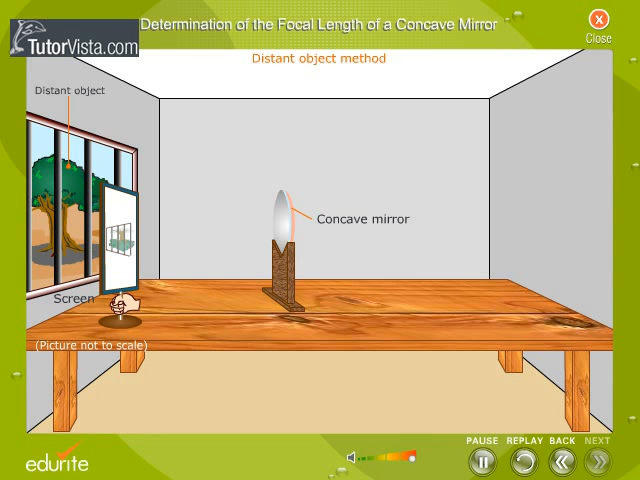 Determination of the Focal Length of a Concave Mirror
Close
TutorVista.com
Distant object method
Distant object
Concave mirror
Screen
(Picture not to scale)
PAUSE REPLAY BACK NEXT
edurite